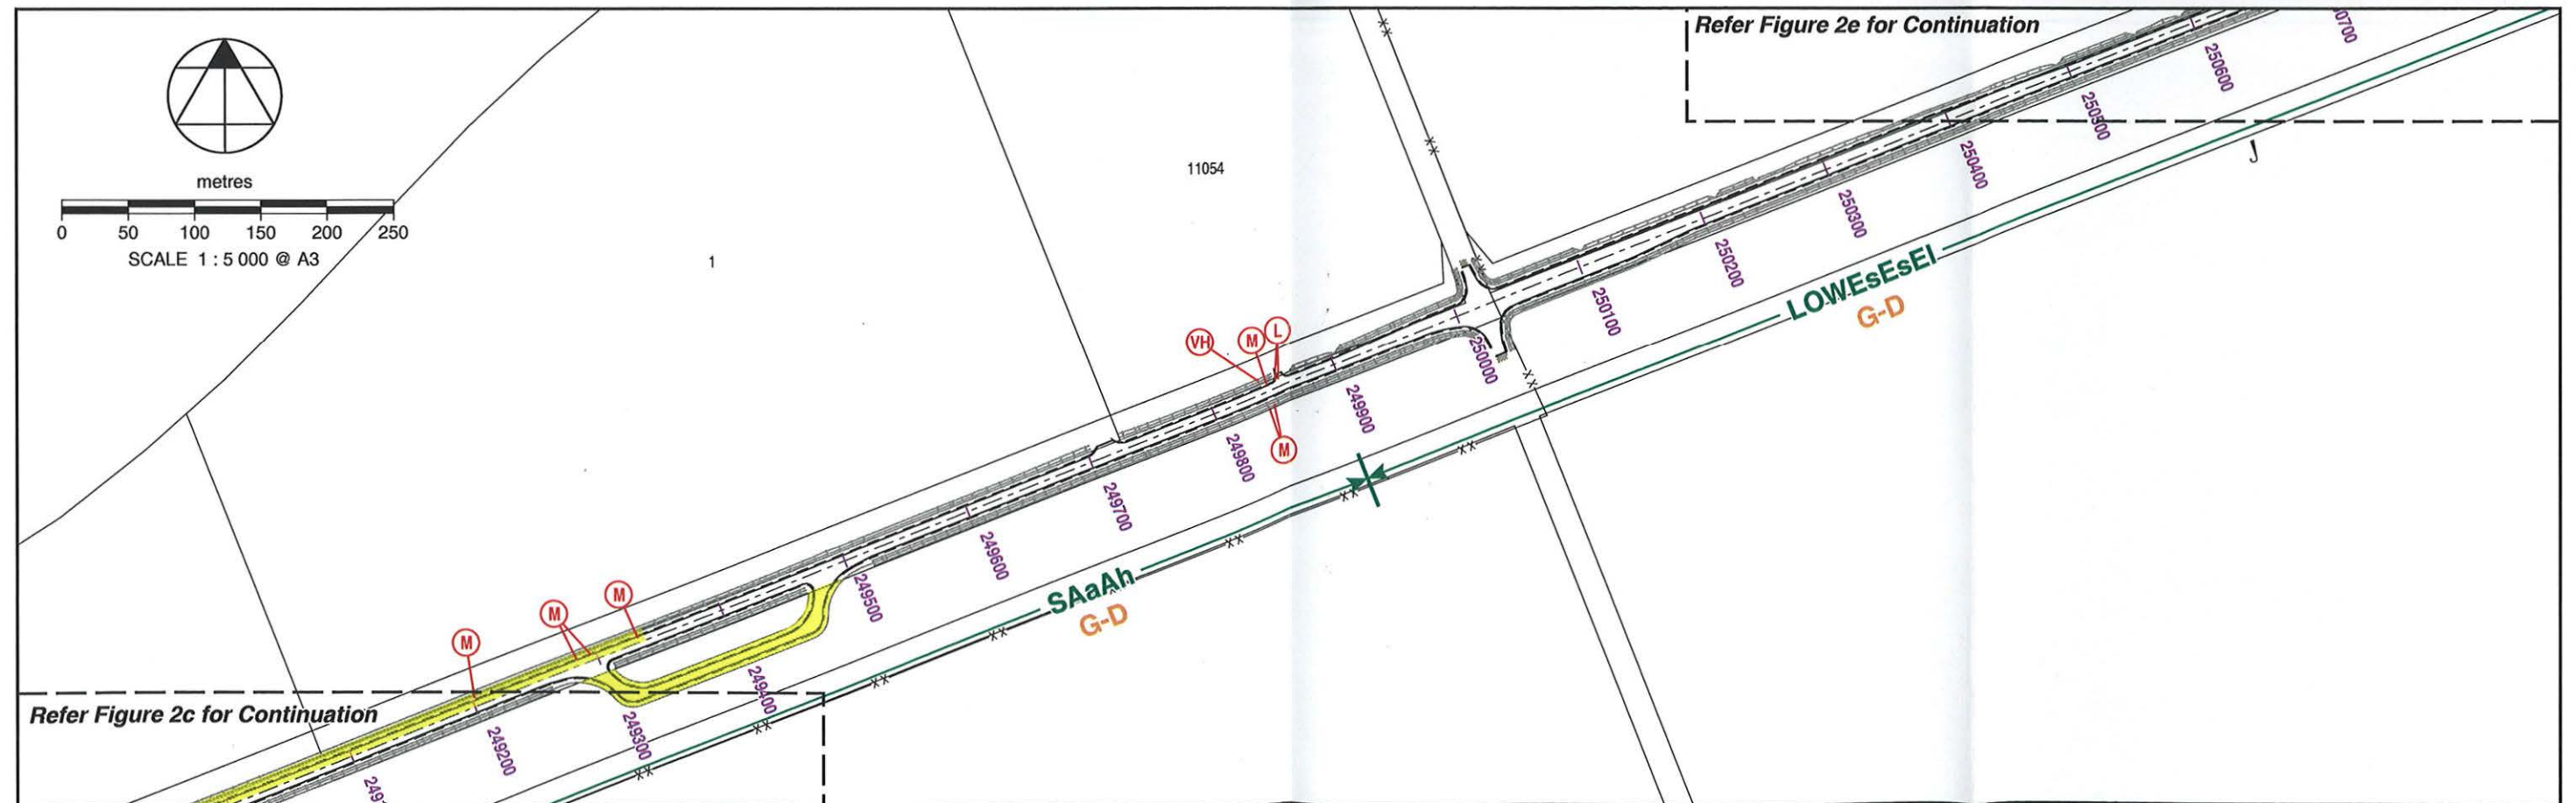 Refer Figure 2e for Continuation
0700
250600
250500
250400
250300
250200
250100
250000
249900
249800
249700
249600
249500
249400
249300
249200
249
11054
1
metres
0 50 100 150 200 250
SCALE 1 : 5 000 @ A3
VH M L
M
M M M
LOWEsEsEl
G-D
SAaAh
G-D
Refer Figure 2c for Continuation